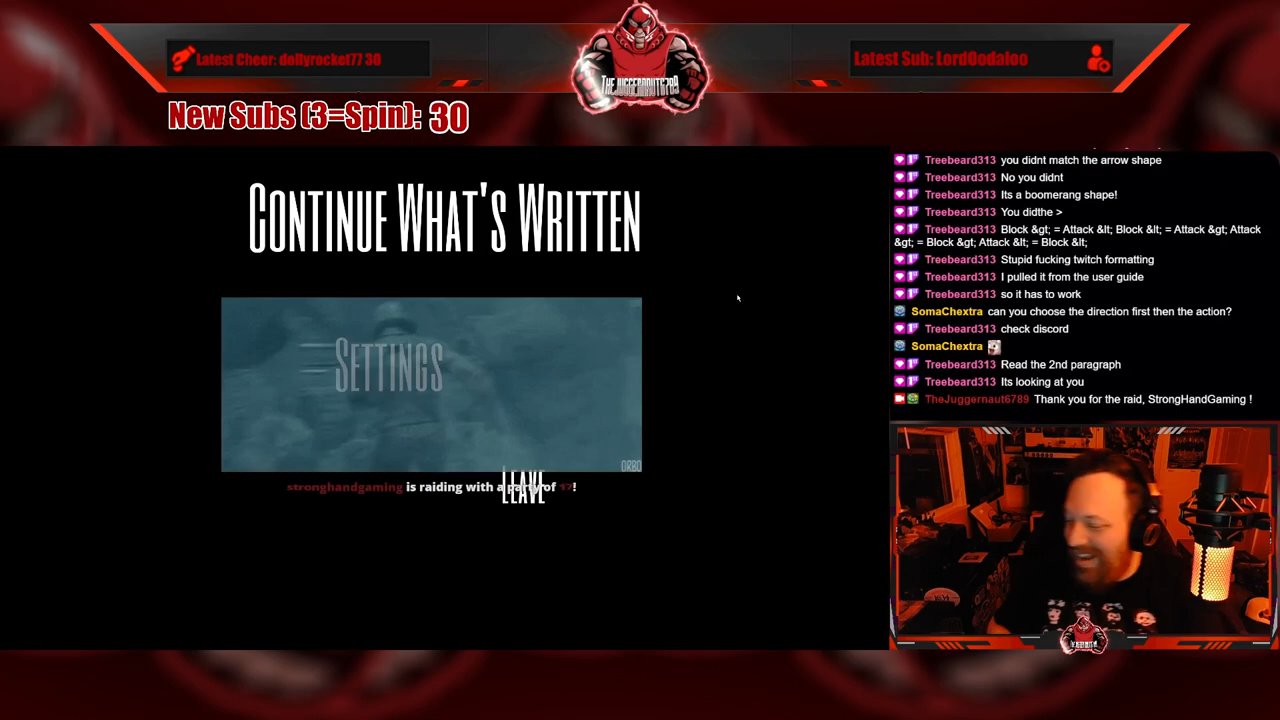 Latest Cheer: dollyrocket77 30
THEJUGGERNAUT6789
Latest Sub: LordOodaloo
New Subs (3=Spin): 30
CONTINUE WHAT'S WRITTEN
SETTINGS
ORBO
LEAVE
stronghandgaming is raiding with a party of 17!
Treebeard313 you didnt match the arrow shape
Treebeard313 No you didnt
Treebeard313 Its a boomerang shape!
Treebeard313 You didthe >
Treebeard313 Block &gt; = Attack &lt; Block &lt; = Attack &gt; Attack
&gt; = Block &gt; Attack &lt; = Block &lt;
Treebeard313 Stupid fucking twitch formatting
Treebeard313 I pulled it from the user guide
Treebeard313 so it has to work
SomaChextra can you choose the direction first then the action?
Treebeard313 check discord
SomaChextra
Treebeard313 Read the 2nd paragraph
Treebeard313 Its looking at you
TheJuggernaut6789 Thank you for the raid, StrongHandGaming !